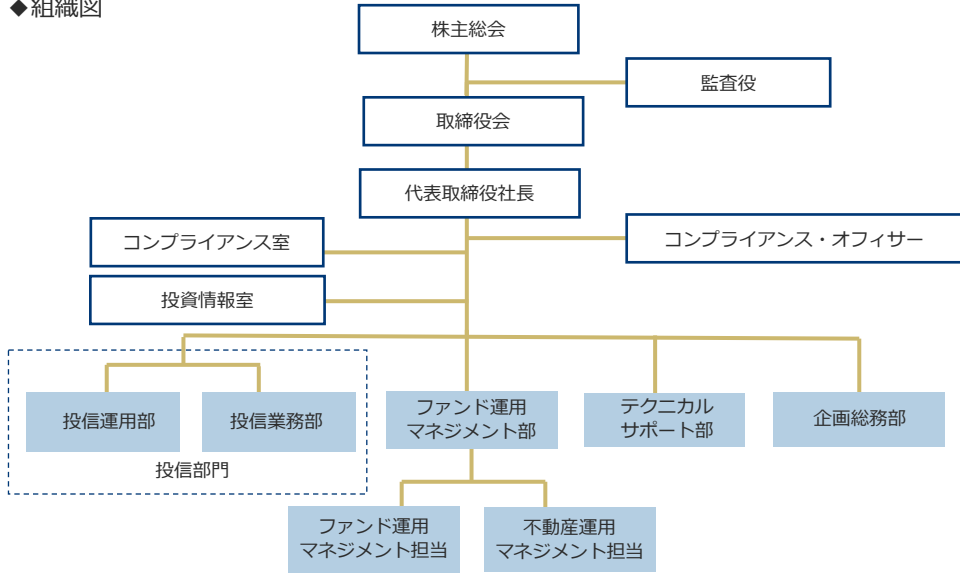 ◆組織図
株主総会
監査役
取締役会
代表取締役社長
コンプライアンス室
コンプライアンス・オフィサー
投資情報室
投信運用部
投信業務部
投信部門
ファンド運用
マネジメント部
テクニカル
サポート部
企画総務部
ファンド運用
マネジメント担当
不動産運用
マネジメント担当